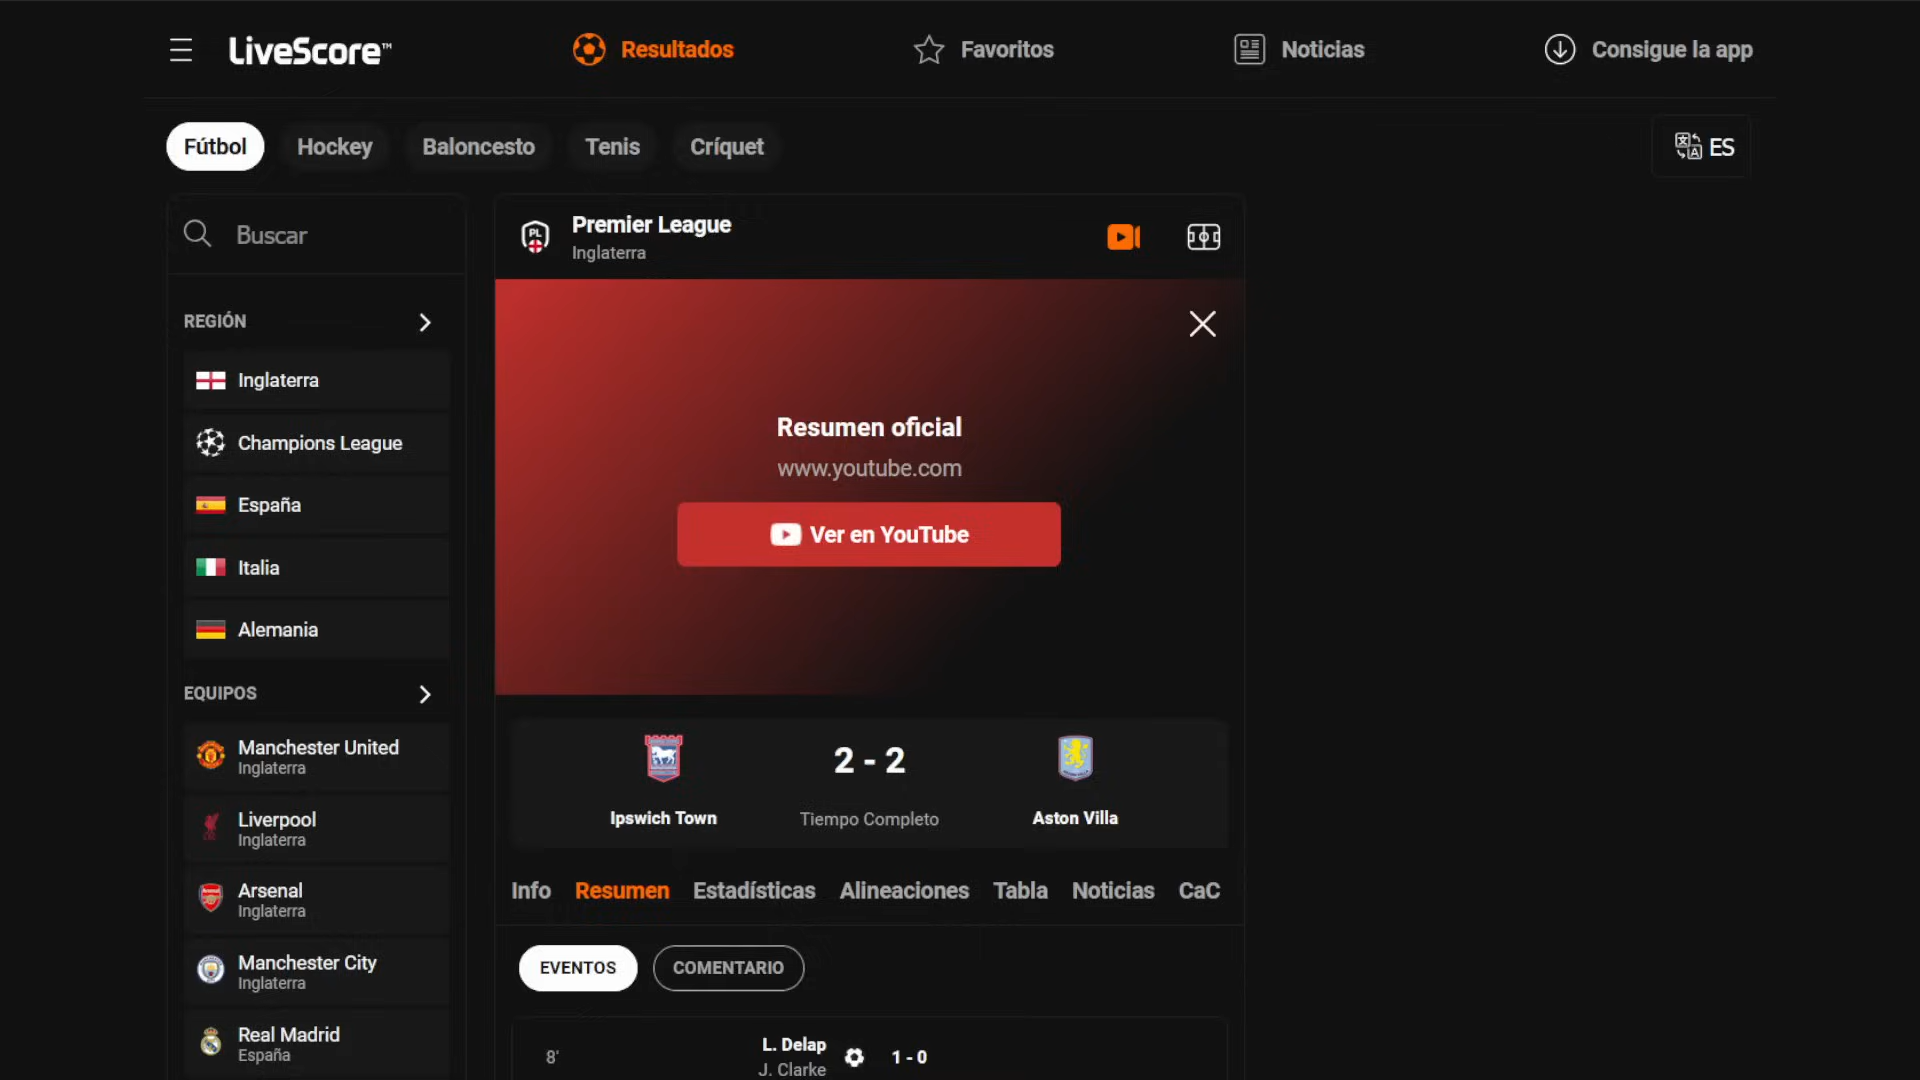 LiveScore™
Resultados
Favoritos
Noticias
Consigue la app
Fútbol
Hockey
Baloncesto
Tenis
Críquet
ES
Buscar
REGIÓN
Inglaterra
Champions League
España
Italia
Alemania
EQUIPOS
Manchester United
Inglaterra
Liverpool
Inglaterra
Arsenal
Inglaterra
Manchester City
Inglaterra
Real Madrid
España
PL
Premier League
Inglaterra
Resumen oficial
www.youtube.com
Ver en YouTube
2 - 2
Ipswich Town
Tiempo Completo
Aston Villa
Info
Resumen
Estadísticas
Alineaciones
Tabla
Noticias
CaC
EVENTOS
COMENTARIO
8'
L. Delap
J. Clarke
1 - 0